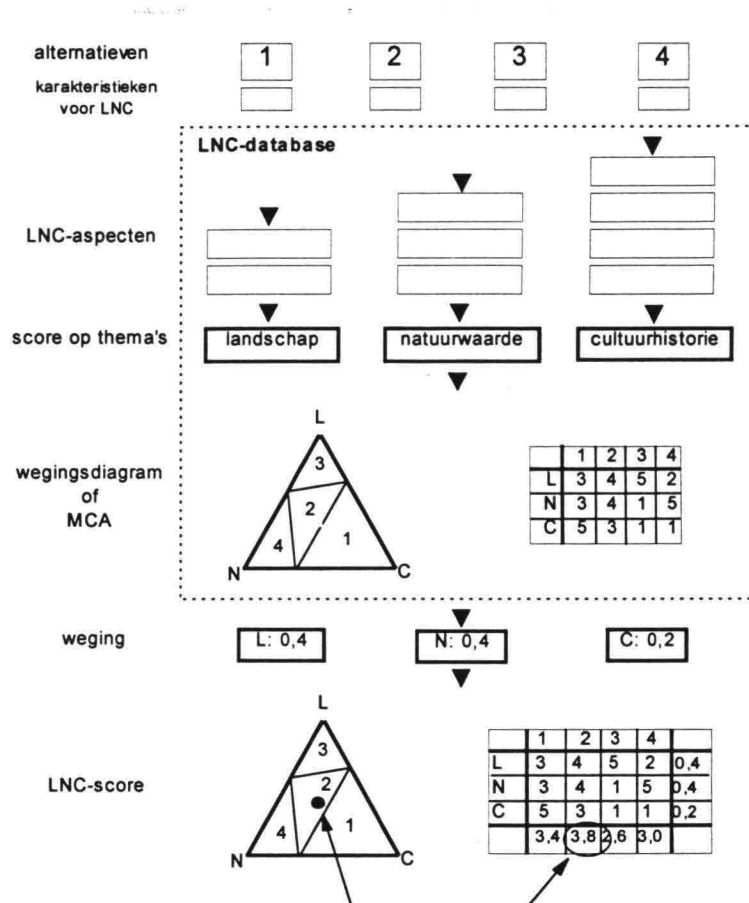 alternatieven 1 2 3 4
karakteristieken
voor LNC
LNC-database
LNC-aspecten
score op thema's landschap natuurwaarde cultuurhistorie
wegingsdiagram
of
MCA
L
3
2
4 1
N C
1 2 3 4
L 3 4 5 2
N 3 4 1 5
C 5 3 1 1
weging L: 0,4 N: 0,4 C: 0,2
LNC-score
L
3
2
4 1
N C
1 2 3 4
L 3 4 5 2 0,4
N 3 4 1 5 0,4
C 5 3 1 1 0,2
3,4 3,8 2,6 3,0